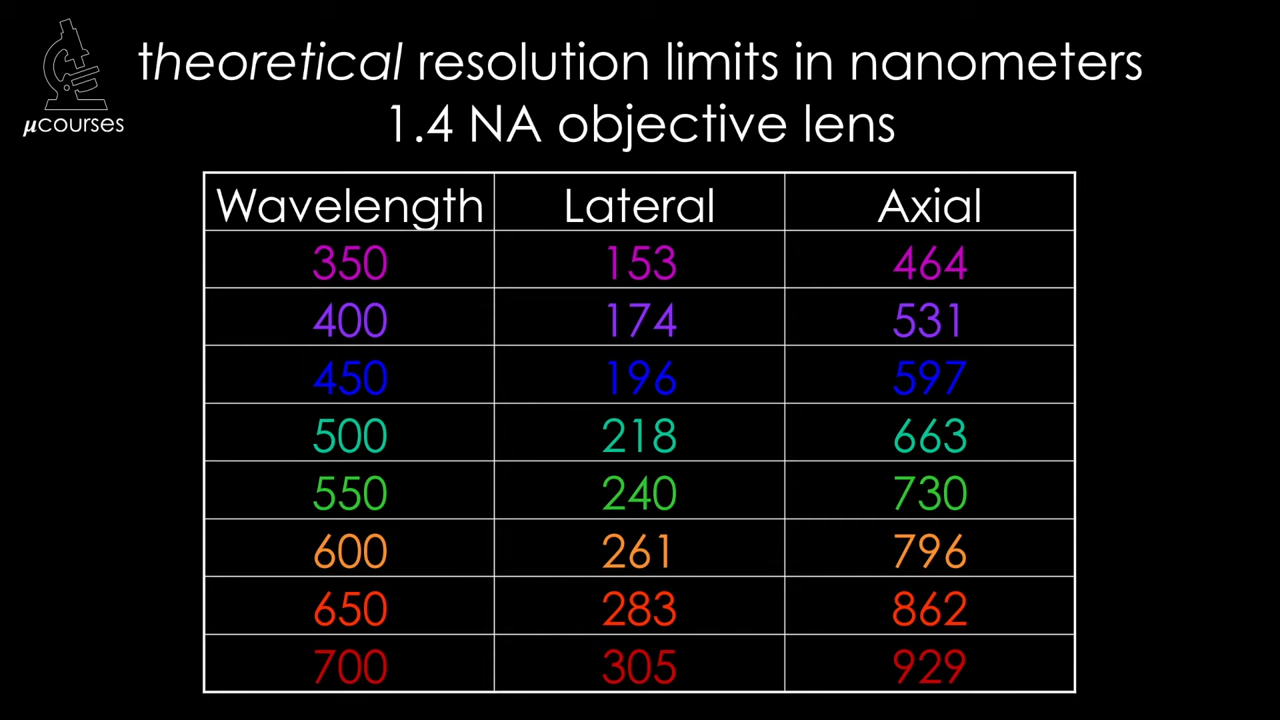 theoretical resolution limits in nanometers
1.4 NA objective lens
μcourses
Wavelength Lateral Axial
350 153 464
400 174 531
450 196 597
500 218 663
550 240 730
600 261 796
650 283 862
700 305 929